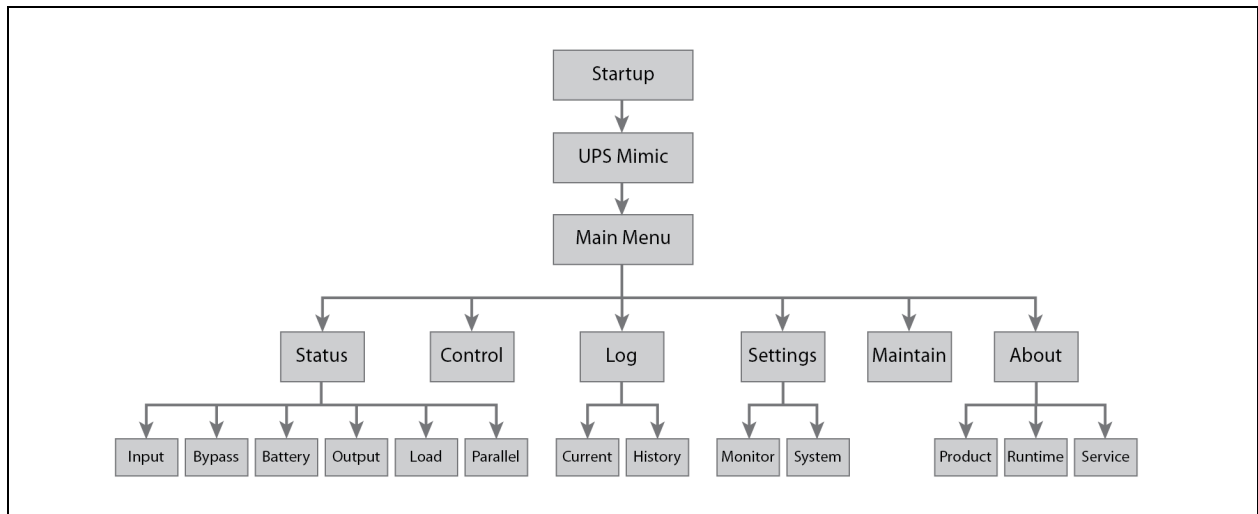 Startup
UPS Mimic
Main Menu
Status
Control
Log
Settings
Maintain
About
Input
Bypass
Battery
Output
Load
Parallel
Current
History
Monitor
System
Product
Runtime
Service